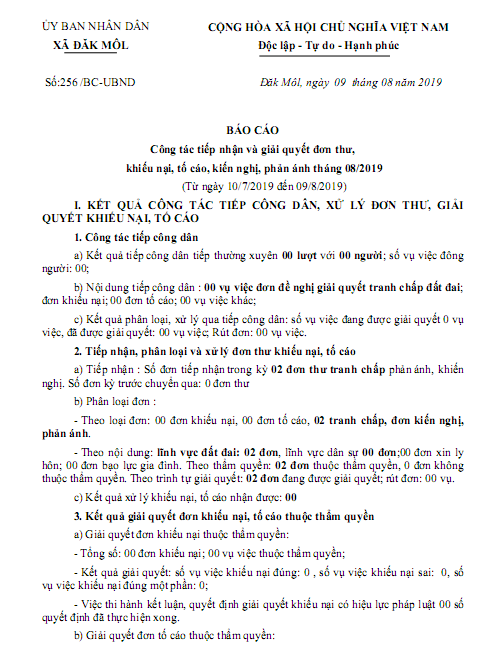 ỦY BAN NHÂN DÂN
XÃ ĐĂK MÔL
CỘNG HÒA XÃ HỘI CHỦ NGHĨA VIỆT NAM
Độc lập - Tự do - Hạnh phúc
Số:256 /BC-UBND
Đăk Môl, ngày 09 tháng 08 năm 2019
BÁO CÁO
Công tác tiếp nhận và giải quyết đơn thư,
khiếu nại, tố cáo, kiến nghị, phản ánh tháng 08/2019
(Từ ngày 10/7/2019 đến 09/8/2019)
I. KẾT QUẢ CÔNG TÁC TIẾP CÔNG DÂN, XỬ LÝ ĐƠN THƯ, GIẢI
QUYẾT KHIẾU NẠI, TỐ CÁO
1. Công tác tiếp công dân
a) Kết quả tiếp công dân tiếp thường xuyên 00 lượt với 00 người; số vụ việc đông
người: 00;
b) Nội dung tiếp công dân : 00 vụ việc đơn đề nghị giải quyết tranh chấp đất đai;
đơn khiếu nại; 00 đơn tố cáo; 00 vụ việc khác;
c) Kết quả phân loại, xử lý qua tiếp công dân: số vụ việc đang được giải quyết 0 vụ
việc, đã được giải quyết: 00 vụ việc; Rút đơn: 00 vụ việc.
2. Tiếp nhận, phân loại và xử lý đơn thư khiếu nại, tố cáo
a) Tiếp nhận : Số đơn tiếp nhận trong kỳ 02 đơn thư tranh chấp phản ánh, khiến
nghị. Số đơn kỳ trước chuyển qua: 0 đơn thư
b) Phân loại đơn :
- Theo loại đơn: 00 đơn khiếu nại, 00 đơn tố cáo, 02 tranh chấp, đơn kiến nghị,
phản ánh.
- Theo nội dung: lĩnh vực đất đai: 02 đơn, lĩnh vực dân sự 00 đơn;00 đơn xin ly
hôn; 00 đơn bạo lực gia đình. Theo thẩm quyền: 02 đơn thuộc thẩm quyền, 0 đơn không
thuộc thẩm quyền. Theo trình tự giải quyết: 02 đơn đang được giải quyết; rút đơn: 00 vụ.
c) Kết quả xử lý khiếu nại, tố cáo nhận được: 00
3. Kết quả giải quyết đơn khiếu nại, tố cáo thuộc thẩm quyền
a) Giải quyết đơn khiếu nại thuộc thẩm quyền:
- Tổng số: 00 đơn khiếu nại; 00 vụ việc thuộc thẩm quyền;
- Kết quả giải quyết: số vụ việc khiếu nại đúng: 0 , số vụ việc khiếu nại sai: 0, số
vụ việc khiếu nại đúng một phần: 0;
- Việc thi hành kết luận, quyết định giải quyết khiếu nại có hiệu lực pháp luật 00 số
quyết định đã thực hiện xong.
b) Giải quyết đơn tố cáo thuộc thẩm quyền: